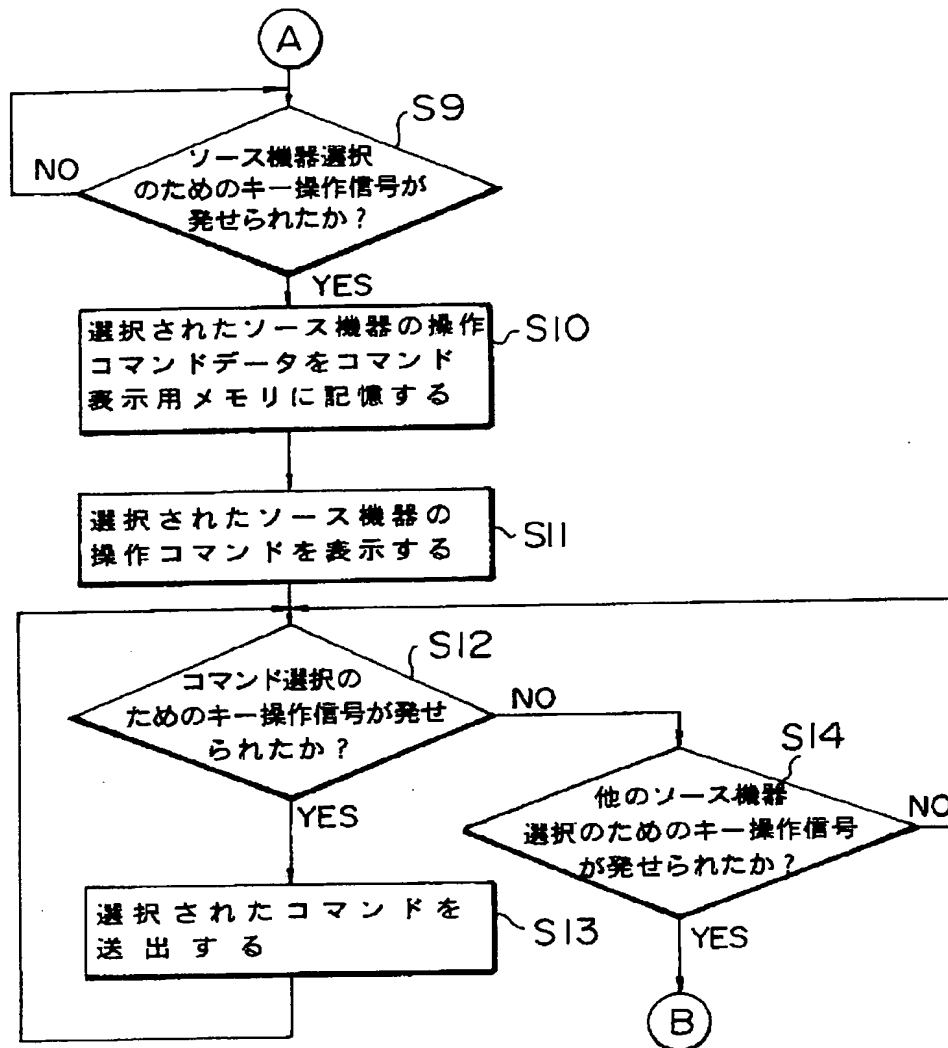 A
S9
ソース機器選択
のためのキー操作信号が
発せられたか？
NO
YES
選択されたソース機器の操作
コマンドデータをコマンド
表示用メモリに記憶する
S10
選択されたソース機器の
操作コマンドを表示する
S11
コマンド選択の
ためのキー操作信号が発せ
られたか？
S12
NO
YES
選択されたコマンドを
送出する
S13
S14
他のソース機器
選択のためのキー操作信号
が発せられたか？
NO
YES
B